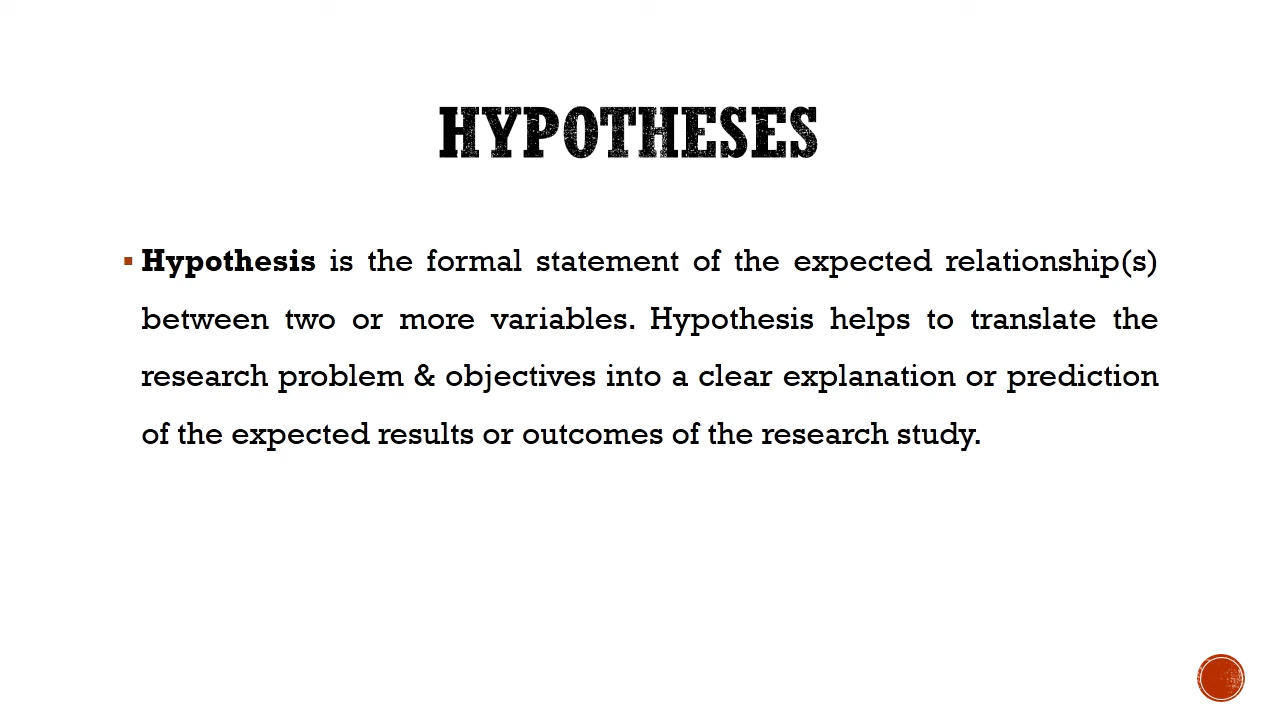 HYPOTHESES
▪ Hypothesis is the formal statement of the expected relationship(s)
between two or more variables. Hypothesis helps to translate the
research problem & objectives into a clear explanation or prediction
of the expected results or outcomes of the research study.